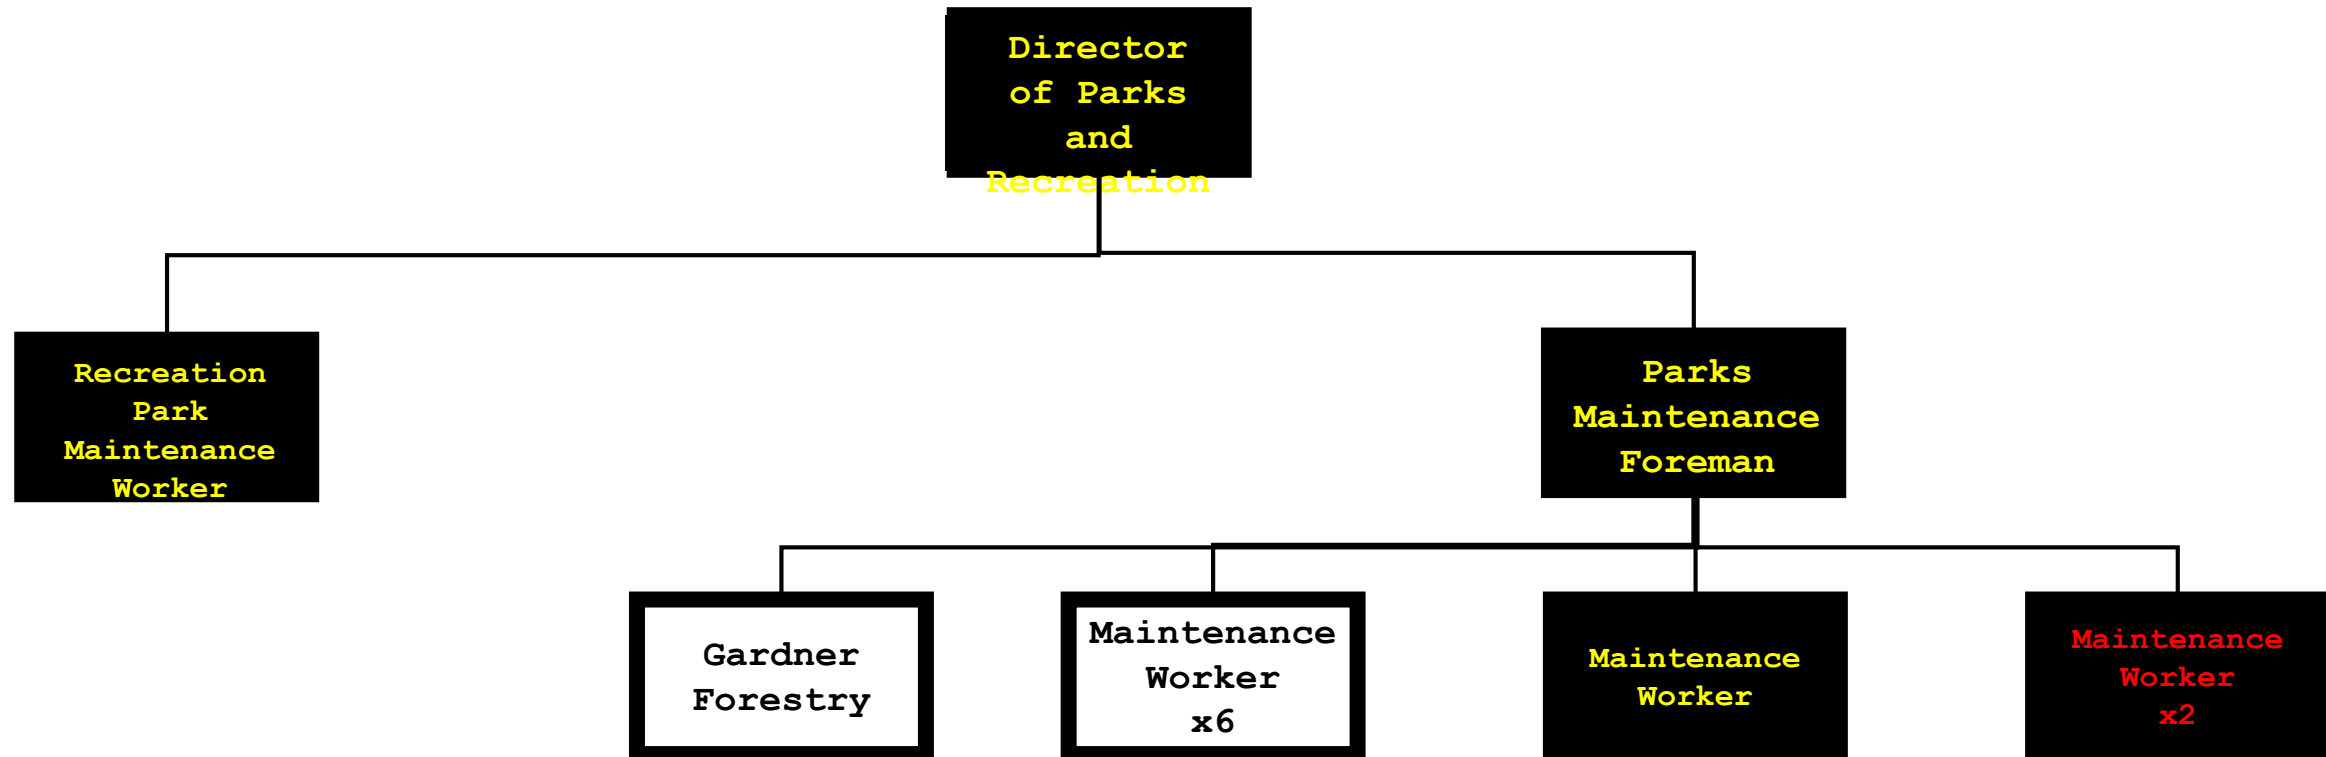 Director
of Parks
and
Recreation
Recreation
Park
Maintenance
Worker
Parks
Maintenance
Foreman
Gardner
Forestry
Maintenance
Worker
x6
Maintenance
Worker
Maintenance
Worker
x2